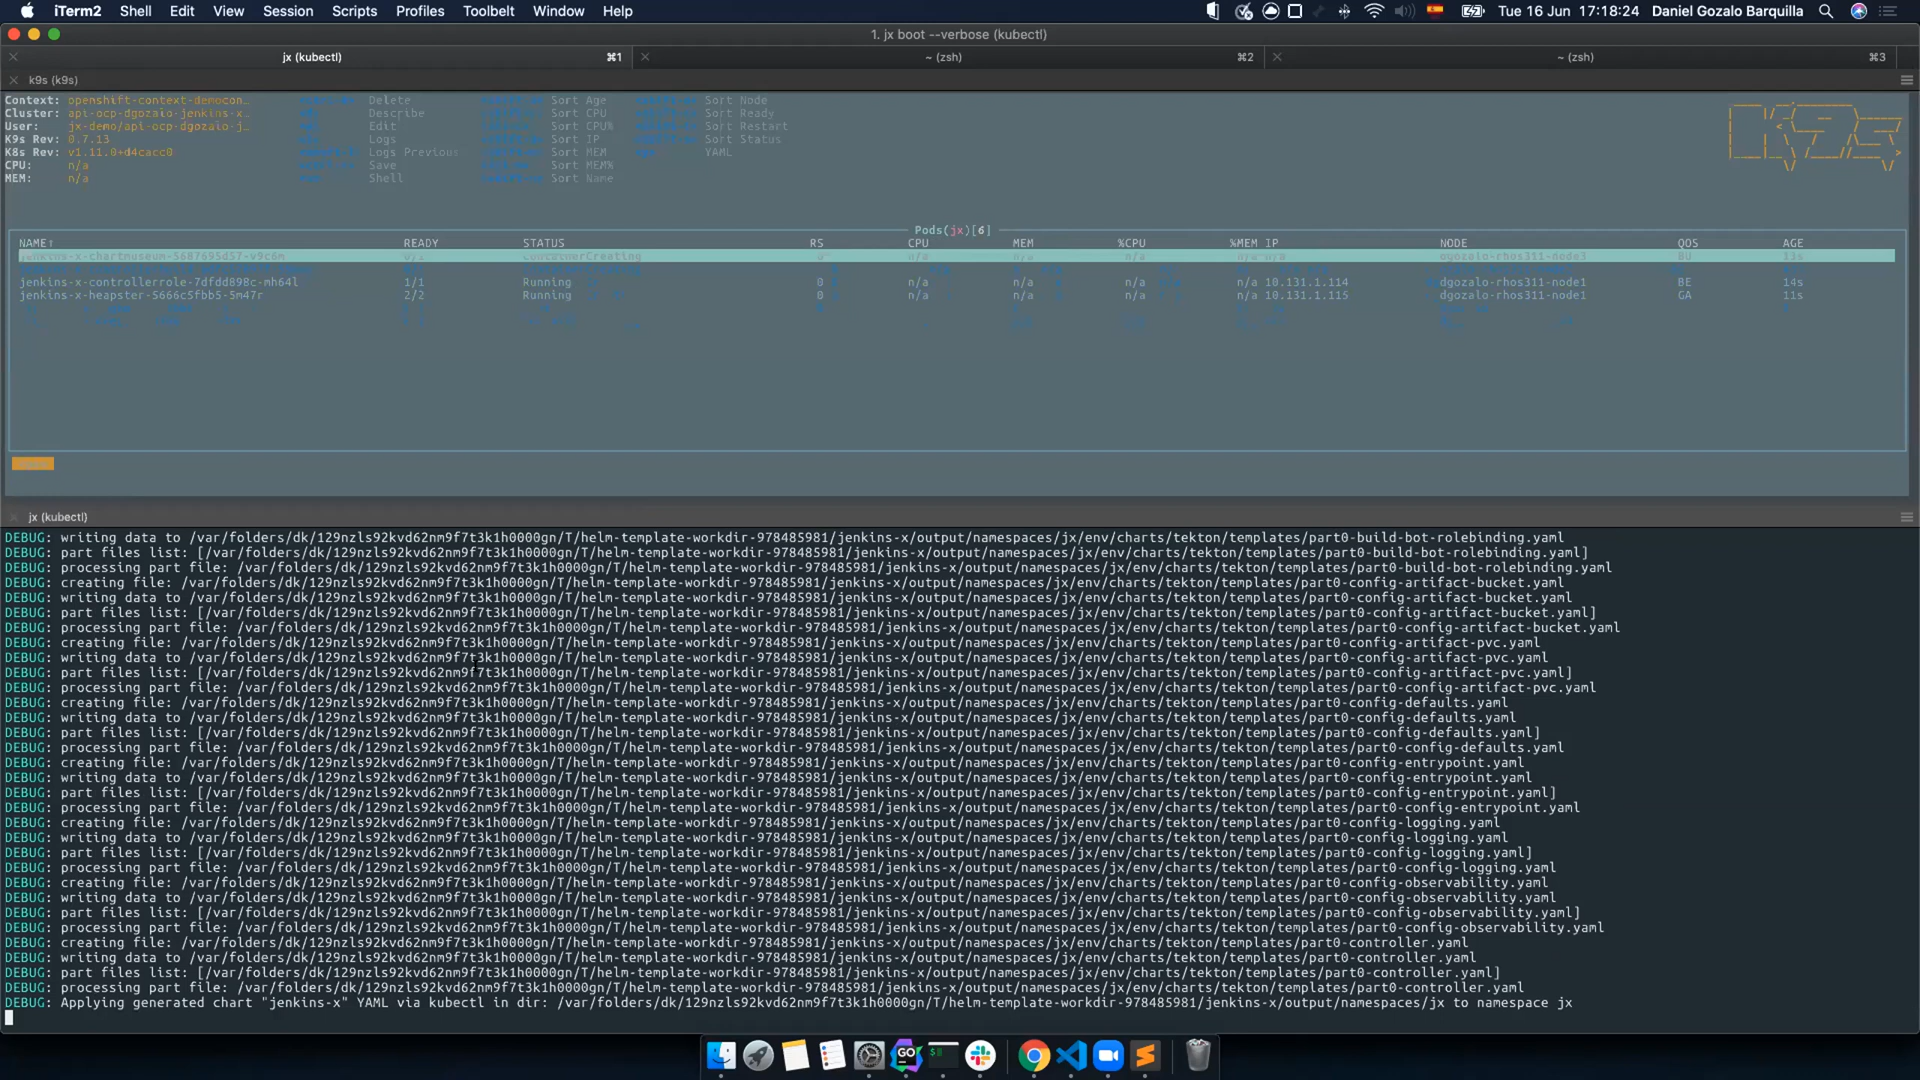 iTerm2 Shell Edit View Session Scripts Profiles Toolbelt Window Help Tue 16 Jun 17:18:24 Daniel Gozalo Barquilla
1. jx boot --verbose (kubectl)
jx (kubectl) ⌘1 ~ (zsh) ⌘2 ~ (zsh) ⌘3
k9s (k9s)
Context: openshift-context-democon… Delete Sort Age Sort Node
Cluster: api-ocp-dgozalo-jenkins-x… Describe Sort CPU Sort Ready
User: jx-demo/api-ocp-dgozalo-j… Edit Sort CPU% Sort Restart
K9s Rev: 0.7.13 Logs Sort IP Sort Status
K8s Rev: v1.11.0+d4cacc0 Logs Previous Sort MEM YAML
CPU: n/a Save Sort MEM%
MEM: n/a Shell Sort Name
Pods(jx)[6]
NAME↑ READY STATUS RS CPU MEM %CPU %MEM IP NODE QOS AGE
jenkins-x-chartmuseum-5687695d57-v9c6m 0/1 ContainerCreating 0 n/a n/a n/a n/a n/a dgozalo-rhos311-node3 BU 13s
jenkins-x-controllerrole-7dfdd898c-mh64l 1/1 Running 0 n/a n/a n/a n/a 10.131.1.114 dgozalo-rhos311-node1 BE 14s
jenkins-x-heapster-5666c5fbb5-5m47r 2/2 Running 0 n/a n/a n/a n/a 10.131.1.115 dgozalo-rhos311-node1 GA 11s
jx (kubectl)
DEBUG: writing data to /var/folders/dk/129nzls92kvd62nm9f7t3k1h0000gn/T/helm-template-workdir-978485981/jenkins-x/output/namespaces/jx/env/charts/tekton/templates/part0-build-bot-rolebinding.yaml
DEBUG: part files list: [/var/folders/dk/129nzls92kvd62nm9f7t3k1h0000gn/T/helm-template-workdir-978485981/jenkins-x/output/namespaces/jx/env/charts/tekton/templates/part0-build-bot-rolebinding.yaml]
DEBUG: processing part file: /var/folders/dk/129nzls92kvd62nm9f7t3k1h0000gn/T/helm-template-workdir-978485981/jenkins-x/output/namespaces/jx/env/charts/tekton/templates/part0-build-bot-rolebinding.yaml
DEBUG: creating file: /var/folders/dk/129nzls92kvd62nm9f7t3k1h0000gn/T/helm-template-workdir-978485981/jenkins-x/output/namespaces/jx/env/charts/tekton/templates/part0-config-artifact-bucket.yaml
DEBUG: writing data to /var/folders/dk/129nzls92kvd62nm9f7t3k1h0000gn/T/helm-template-workdir-978485981/jenkins-x/output/namespaces/jx/env/charts/tekton/templates/part0-config-artifact-bucket.yaml
DEBUG: part files list: [/var/folders/dk/129nzls92kvd62nm9f7t3k1h0000gn/T/helm-template-workdir-978485981/jenkins-x/output/namespaces/jx/env/charts/tekton/templates/part0-config-artifact-bucket.yaml]
DEBUG: processing part file: /var/folders/dk/129nzls92kvd62nm9f7t3k1h0000gn/T/helm-template-workdir-978485981/jenkins-x/output/namespaces/jx/env/charts/tekton/templates/part0-config-artifact-bucket.yaml
DEBUG: creating file: /var/folders/dk/129nzls92kvd62nm9f7t3k1h0000gn/T/helm-template-workdir-978485981/jenkins-x/output/namespaces/jx/env/charts/tekton/templates/part0-config-artifact-pvc.yaml
DEBUG: writing data to /var/folders/dk/129nzls92kvd62nm9f7t3k1h0000gn/T/helm-template-workdir-978485981/jenkins-x/output/namespaces/jx/env/charts/tekton/templates/part0-config-artifact-pvc.yaml
DEBUG: part files list: [/var/folders/dk/129nzls92kvd62nm9f7t3k1h0000gn/T/helm-template-workdir-978485981/jenkins-x/output/namespaces/jx/env/charts/tekton/templates/part0-config-artifact-pvc.yaml]
DEBUG: processing part file: /var/folders/dk/129nzls92kvd62nm9f7t3k1h0000gn/T/helm-template-workdir-978485981/jenkins-x/output/namespaces/jx/env/charts/tekton/templates/part0-config-artifact-pvc.yaml
DEBUG: creating file: /var/folders/dk/129nzls92kvd62nm9f7t3k1h0000gn/T/helm-template-workdir-978485981/jenkins-x/output/namespaces/jx/env/charts/tekton/templates/part0-config-defaults.yaml
DEBUG: writing data to /var/folders/dk/129nzls92kvd62nm9f7t3k1h0000gn/T/helm-template-workdir-978485981/jenkins-x/output/namespaces/jx/env/charts/tekton/templates/part0-config-defaults.yaml
DEBUG: part files list: [/var/folders/dk/129nzls92kvd62nm9f7t3k1h0000gn/T/helm-template-workdir-978485981/jenkins-x/output/namespaces/jx/env/charts/tekton/templates/part0-config-defaults.yaml]
DEBUG: processing part file: /var/folders/dk/129nzls92kvd62nm9f7t3k1h0000gn/T/helm-template-workdir-978485981/jenkins-x/output/namespaces/jx/env/charts/tekton/templates/part0-config-defaults.yaml
DEBUG: creating file: /var/folders/dk/129nzls92kvd62nm9f7t3k1h0000gn/T/helm-template-workdir-978485981/jenkins-x/output/namespaces/jx/env/charts/tekton/templates/part0-config-entrypoint.yaml
DEBUG: writing data to /var/folders/dk/129nzls92kvd62nm9f7t3k1h0000gn/T/helm-template-workdir-978485981/jenkins-x/output/namespaces/jx/env/charts/tekton/templates/part0-config-entrypoint.yaml
DEBUG: part files list: [/var/folders/dk/129nzls92kvd62nm9f7t3k1h0000gn/T/helm-template-workdir-978485981/jenkins-x/output/namespaces/jx/env/charts/tekton/templates/part0-config-entrypoint.yaml]
DEBUG: processing part file: /var/folders/dk/129nzls92kvd62nm9f7t3k1h0000gn/T/helm-template-workdir-978485981/jenkins-x/output/namespaces/jx/env/charts/tekton/templates/part0-config-entrypoint.yaml
DEBUG: creating file: /var/folders/dk/129nzls92kvd62nm9f7t3k1h0000gn/T/helm-template-workdir-978485981/jenkins-x/output/namespaces/jx/env/charts/tekton/templates/part0-config-logging.yaml
DEBUG: writing data to /var/folders/dk/129nzls92kvd62nm9f7t3k1h0000gn/T/helm-template-workdir-978485981/jenkins-x/output/namespaces/jx/env/charts/tekton/templates/part0-config-logging.yaml
DEBUG: part files list: [/var/folders/dk/129nzls92kvd62nm9f7t3k1h0000gn/T/helm-template-workdir-978485981/jenkins-x/output/namespaces/jx/env/charts/tekton/templates/part0-config-logging.yaml]
DEBUG: processing part file: /var/folders/dk/129nzls92kvd62nm9f7t3k1h0000gn/T/helm-template-workdir-978485981/jenkins-x/output/namespaces/jx/env/charts/tekton/templates/part0-config-logging.yaml
DEBUG: creating file: /var/folders/dk/129nzls92kvd62nm9f7t3k1h0000gn/T/helm-template-workdir-978485981/jenkins-x/output/namespaces/jx/env/charts/tekton/templates/part0-config-observability.yaml
DEBUG: writing data to /var/folders/dk/129nzls92kvd62nm9f7t3k1h0000gn/T/helm-template-workdir-978485981/jenkins-x/output/namespaces/jx/env/charts/tekton/templates/part0-config-observability.yaml
DEBUG: part files list: [/var/folders/dk/129nzls92kvd62nm9f7t3k1h0000gn/T/helm-template-workdir-978485981/jenkins-x/output/namespaces/jx/env/charts/tekton/templates/part0-config-observability.yaml]
DEBUG: processing part file: /var/folders/dk/129nzls92kvd62nm9f7t3k1h0000gn/T/helm-template-workdir-978485981/jenkins-x/output/namespaces/jx/env/charts/tekton/templates/part0-config-observability.yaml
DEBUG: creating file: /var/folders/dk/129nzls92kvd62nm9f7t3k1h0000gn/T/helm-template-workdir-978485981/jenkins-x/output/namespaces/jx/env/charts/tekton/templates/part0-controller.yaml
DEBUG: writing data to /var/folders/dk/129nzls92kvd62nm9f7t3k1h0000gn/T/helm-template-workdir-978485981/jenkins-x/output/namespaces/jx/env/charts/tekton/templates/part0-controller.yaml
DEBUG: part files list: [/var/folders/dk/129nzls92kvd62nm9f7t3k1h0000gn/T/helm-template-workdir-978485981/jenkins-x/output/namespaces/jx/env/charts/tekton/templates/part0-controller.yaml]
DEBUG: processing part file: /var/folders/dk/129nzls92kvd62nm9f7t3k1h0000gn/T/helm-template-workdir-978485981/jenkins-x/output/namespaces/jx/env/charts/tekton/templates/part0-controller.yaml
DEBUG: Applying generated chart "jenkins-x" YAML via kubectl in dir: /var/folders/dk/129nzls92kvd62nm9f7t3k1h0000gn/T/helm-template-workdir-978485981/jenkins-x/output/namespaces/jx to namespace jx